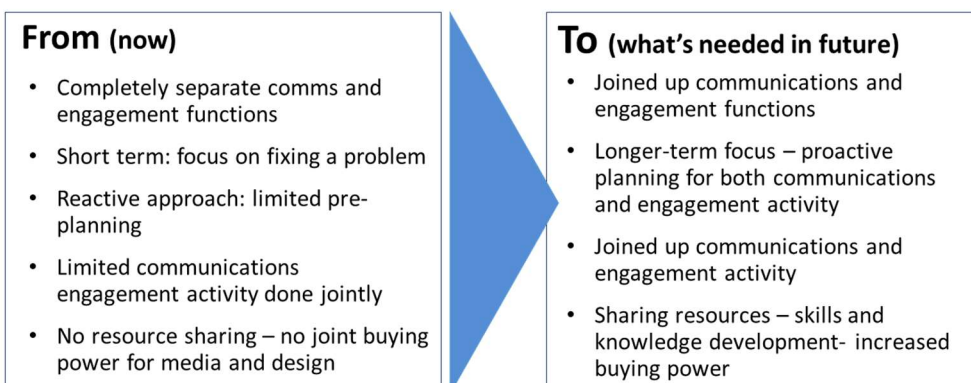 From (now)
• Completely separate comms and
engagement functions
• Short term: focus on fixing a problem
• Reactive approach: limited pre-
planning
• Limited communications
engagement activity done jointly
• No resource sharing – no joint buying
power for media and design
To (what's needed in future)
• Joined up communications and
engagement functions
• Longer-term focus – proactive
planning for both communications
and engagement activity
• Joined up communications and
engagement activity
• Sharing resources – skills and
knowledge development- increased
buying power